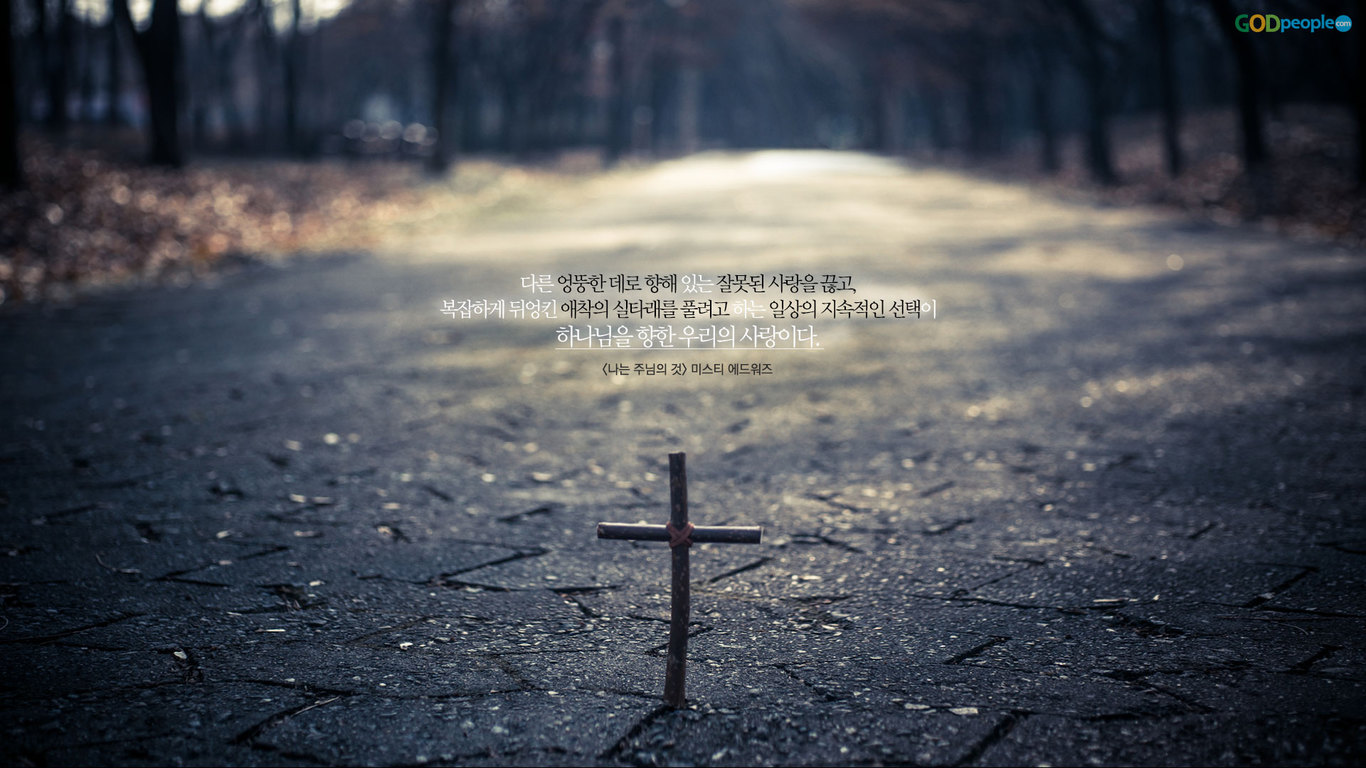 GODpeople.com
다른 엉뚱한 데로 향해 있는 잘못된 사랑을 끊고,
복잡하게 뒤엉킨 애착의 실타래를 풀려고 하는 일상의 지속적인 선택이
하나님을 향한 우리의 사랑이다.
<나는 주님의 것> 미스티 에드워즈